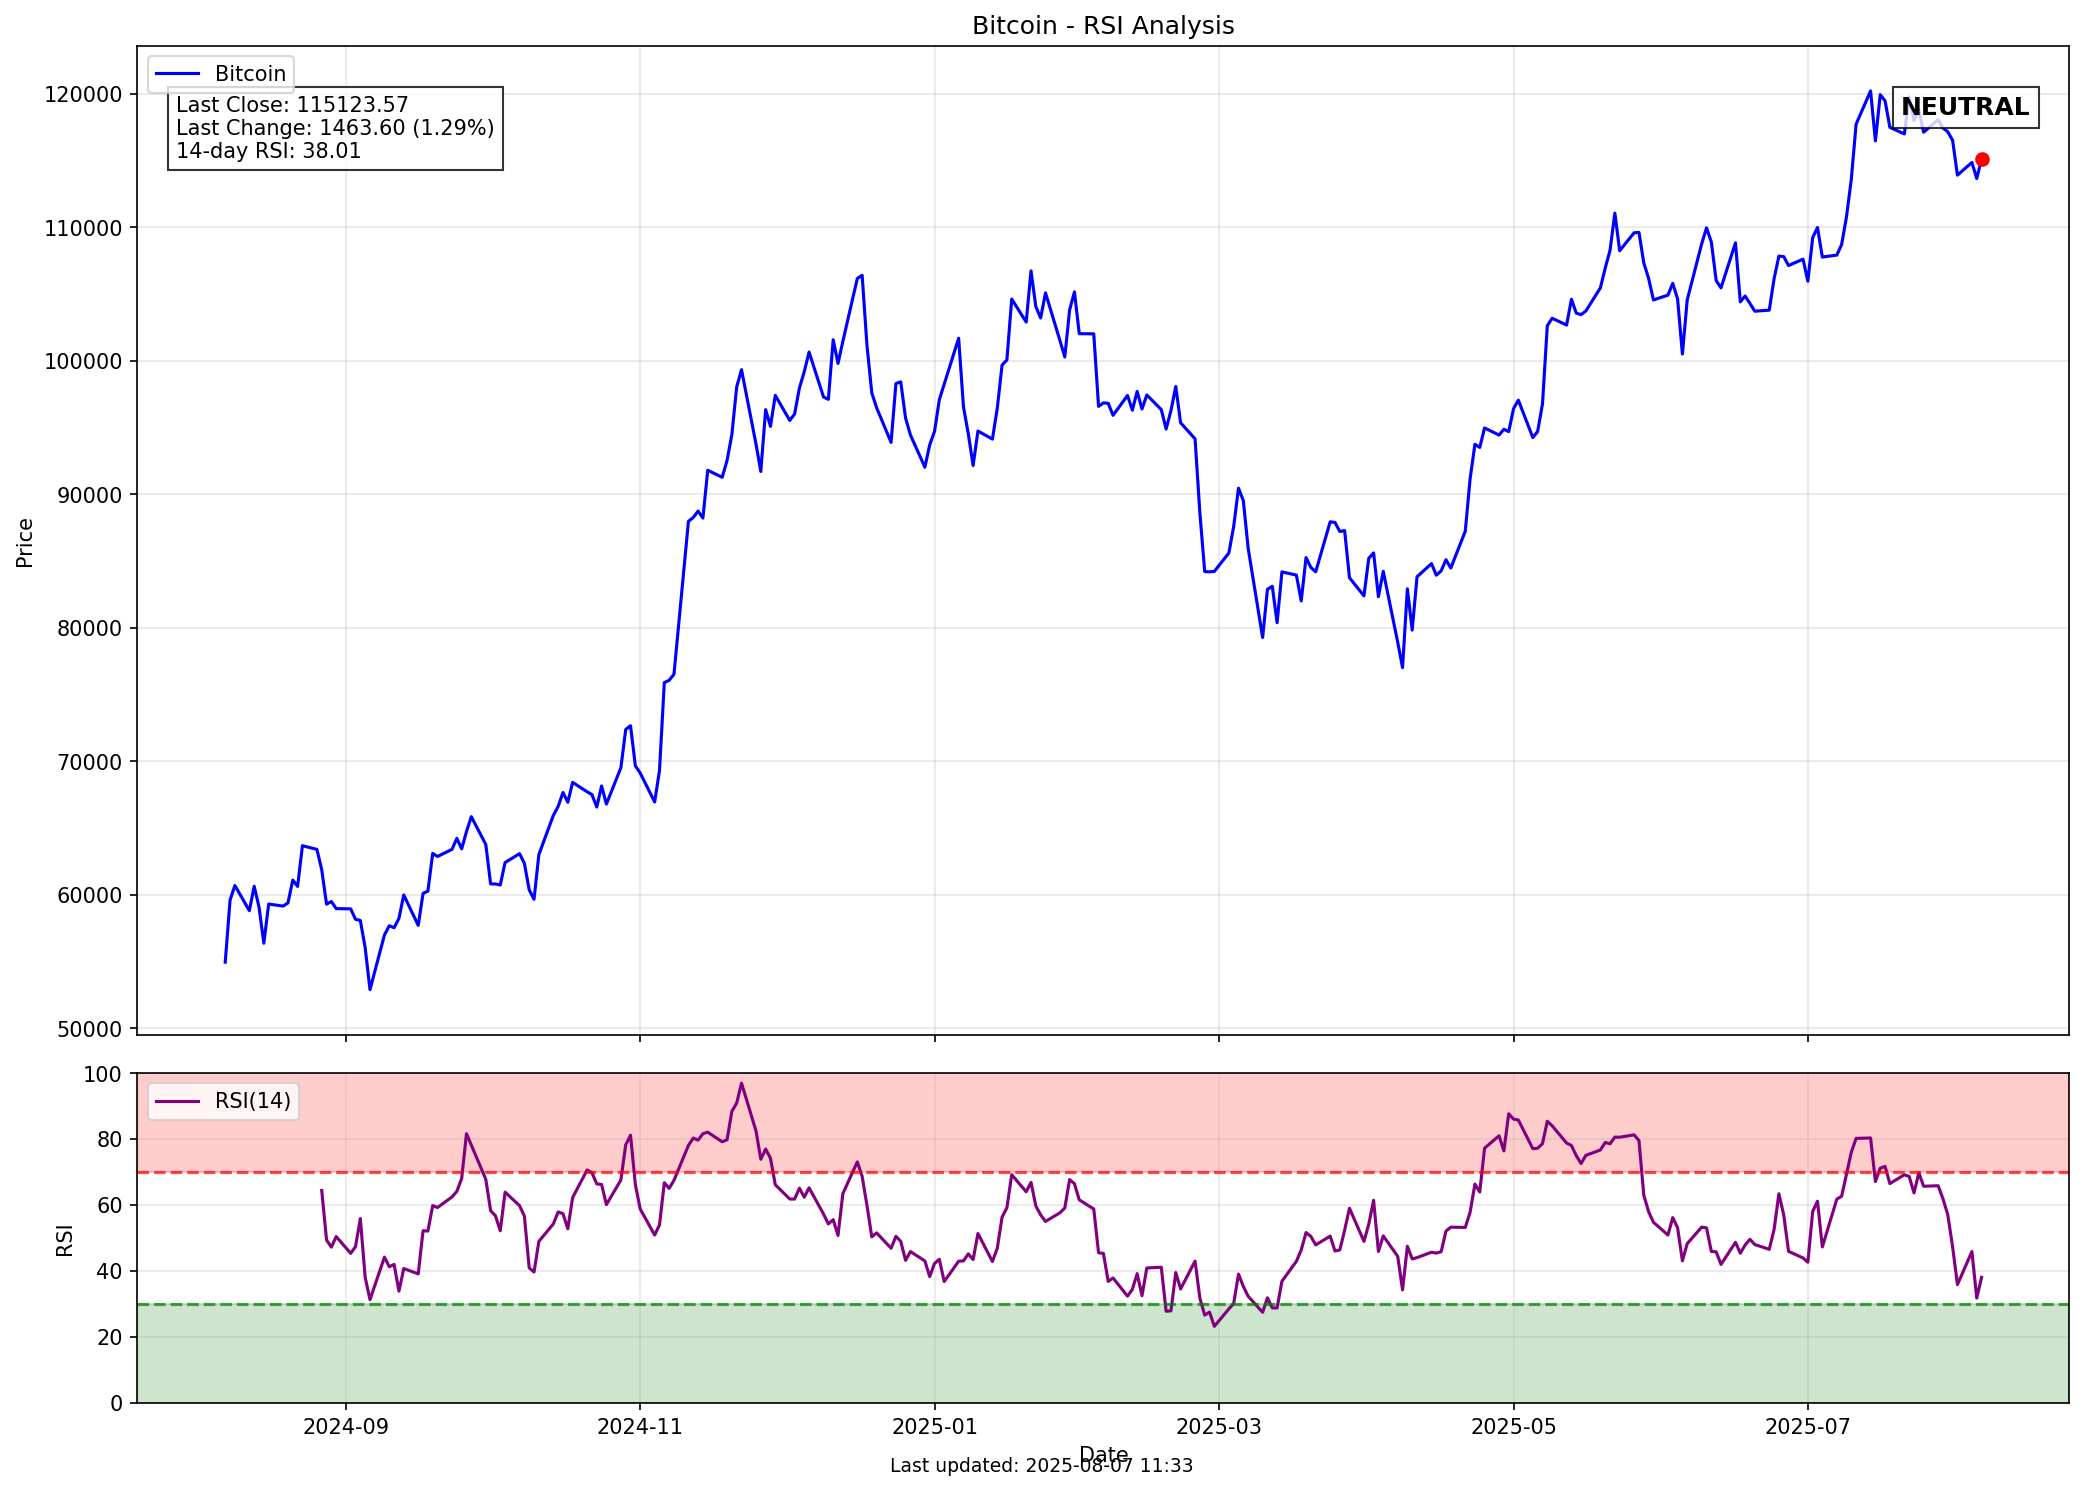 Bitcoin - RSI Analysis
Bitcoin
Last Close: 115123.57
Last Change: 1463.60 (1.29%)
14-day RSI: 38.01
NEUTRAL
Price
120000
110000
100000
90000
80000
70000
60000
50000
RSI(14)
RSI
100
80
60
40
20
0
2024-09
2024-11
2025-01
2025-03
2025-05
2025-07
Date
Last updated: 2025-08-07 11:33